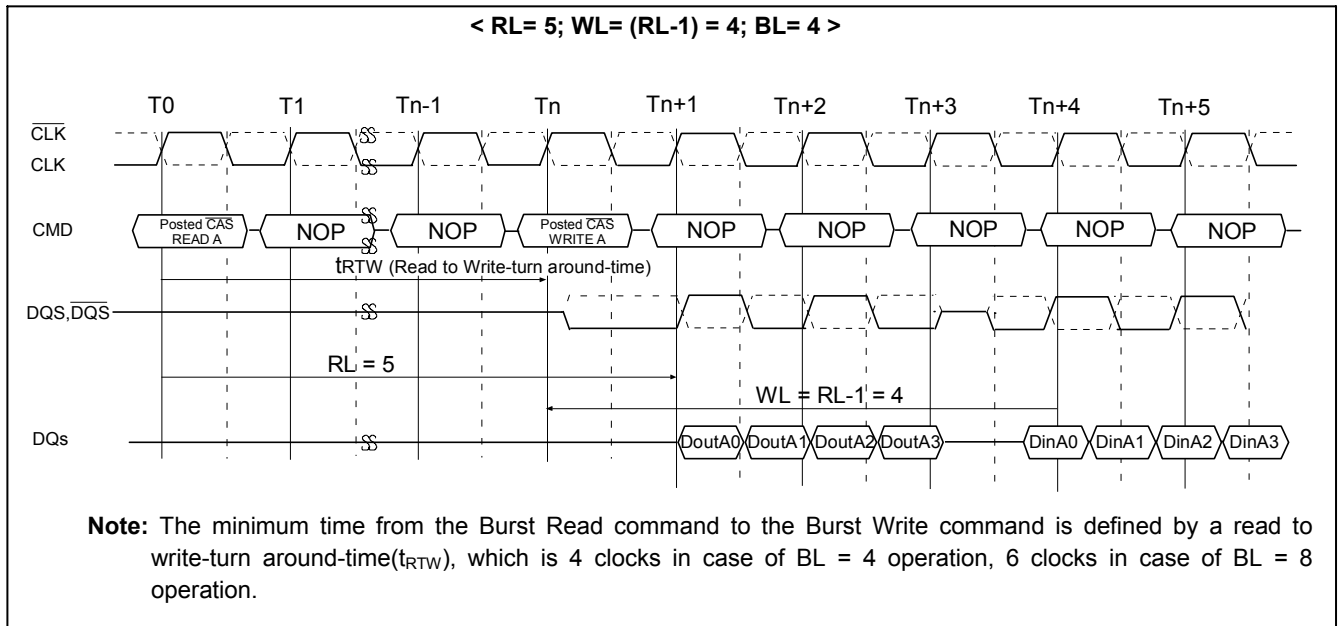 < RL= 5; WL= (RL-1) = 4; BL= 4 >
T0 T1 Tn-1 Tn Tn+1 Tn+2 Tn+3 Tn+4 Tn+5
CLK
CLK
CMD
Posted CAS READ A
NOP
NOP
Posted CAS WRITE A
NOP
NOP
NOP
NOP
NOP
tRTW (Read to Write-turn around-time)
DQS,DQS
RL = 5
WL = RL-1 = 4
DQs
DoutA0 DoutA1 DoutA2 DoutA3 DinA0 DinA1 DinA2 DinA3
Note: The minimum time from the Burst Read command to the Burst Write command is defined by a read to
write-turn around-time(tRTW), which is 4 clocks in case of BL = 4 operation, 6 clocks in case of BL = 8
operation.